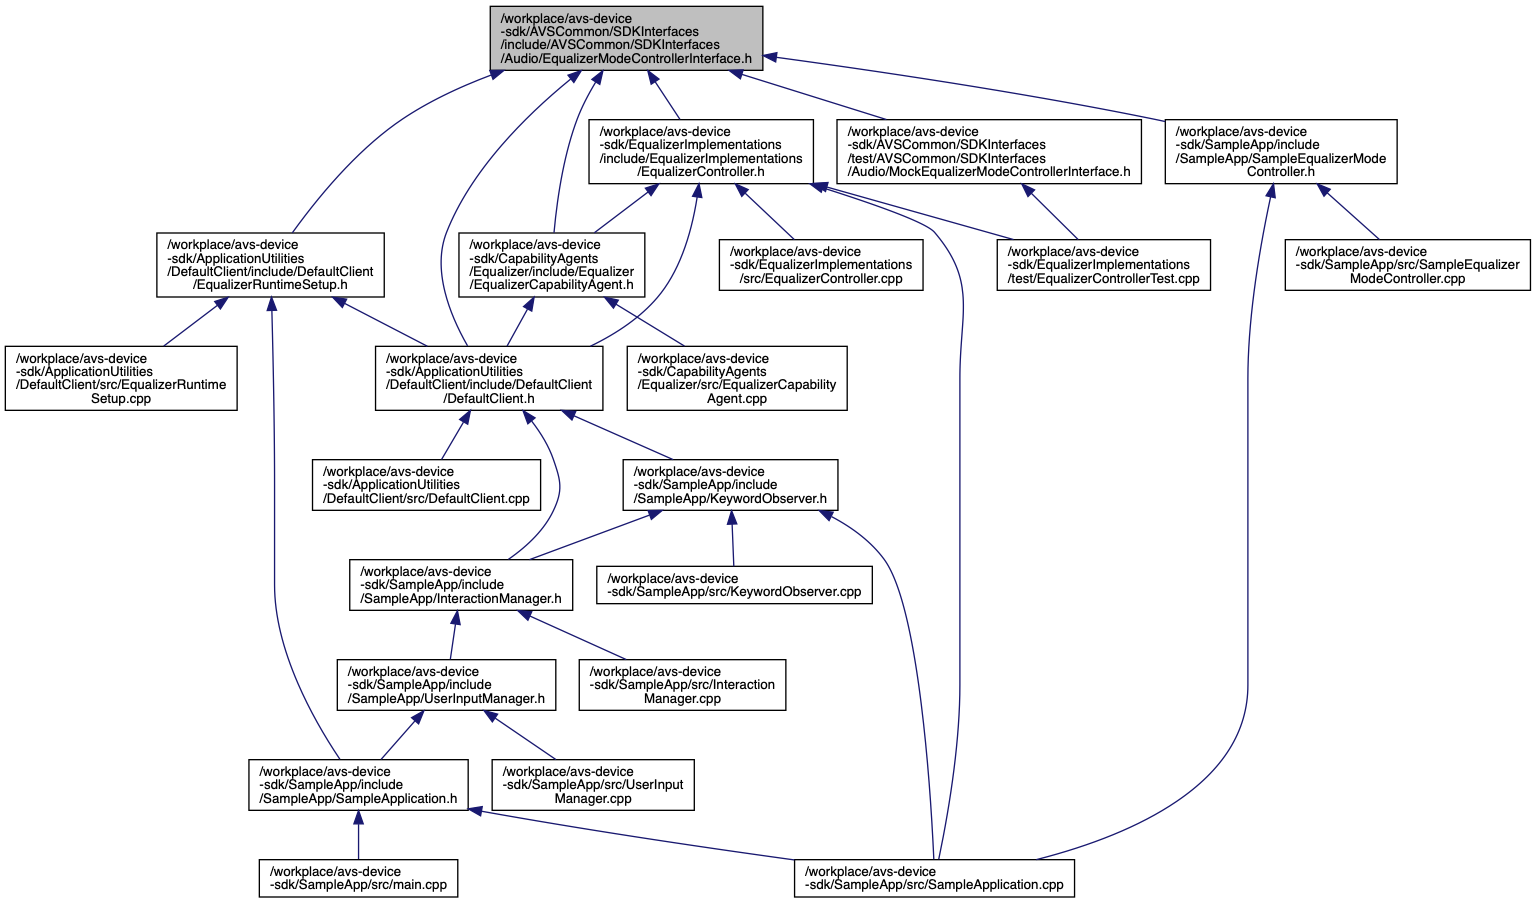 /workplace/avs-device
-sdk/AVSCommon/SDKInterfaces
/include/AVSCommon/SDKInterfaces
/Audio/EqualizerModeControllerInterface.h
/workplace/avs-device
-sdk/EqualizerImplementations
/include/EqualizerImplementations
/EqualizerController.h
/workplace/avs-device
-sdk/AVSCommon/SDKInterfaces
/test/AVSCommon/SDKInterfaces
/Audio/MockEqualizerModeControllerInterface.h
/workplace/avs-device
-sdk/SampleApp/include
/SampleApp/SampleEqualizerMode
Controller.h
/workplace/avs-device
-sdk/ApplicationUtilities
/DefaultClient/include/DefaultClient
/EqualizerRuntimeSetup.h
/workplace/avs-device
-sdk/CapabilityAgents
/Equalizer/include/Equalizer
/EqualizerCapabilityAgent.h
/workplace/avs-device
-sdk/EqualizerImplementations
/src/EqualizerController.cpp
/workplace/avs-device
-sdk/EqualizerImplementations
/test/EqualizerControllerTest.cpp
/workplace/avs-device
-sdk/SampleApp/src/SampleEqualizer
ModeController.cpp
/workplace/avs-device
-sdk/ApplicationUtilities
/DefaultClient/src/EqualizerRuntime
Setup.cpp
/workplace/avs-device
-sdk/ApplicationUtilities
/DefaultClient/include/DefaultClient
/DefaultClient.h
/workplace/avs-device
-sdk/CapabilityAgents
/Equalizer/src/EqualizerCapability
Agent.cpp
/workplace/avs-device
-sdk/ApplicationUtilities
/DefaultClient/src/DefaultClient.cpp
/workplace/avs-device
-sdk/SampleApp/include
/SampleApp/KeywordObserver.h
/workplace/avs-device
-sdk/SampleApp/include
/SampleApp/InteractionManager.h
/workplace/avs-device
-sdk/SampleApp/src/KeywordObserver.cpp
/workplace/avs-device
-sdk/SampleApp/include
/SampleApp/UserInputManager.h
/workplace/avs-device
-sdk/SampleApp/src/Interaction
Manager.cpp
/workplace/avs-device
-sdk/SampleApp/include
/SampleApp/SampleApplication.h
/workplace/avs-device
-sdk/SampleApp/src/UserInput
Manager.cpp
/workplace/avs-device
-sdk/SampleApp/src/main.cpp
/workplace/avs-device
-sdk/SampleApp/src/SampleApplication.cpp